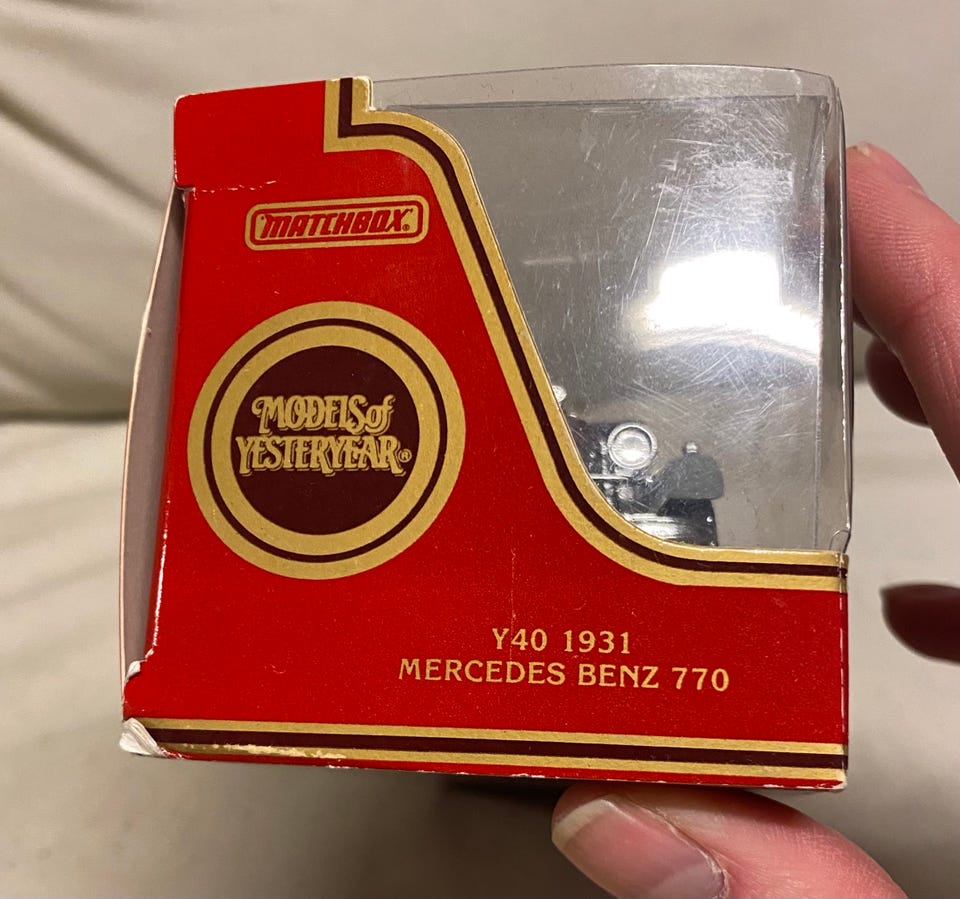 MATCHBOX®
MODELS of
YESTERYEAR®
Y40 1931
MERCEDES BENZ 770